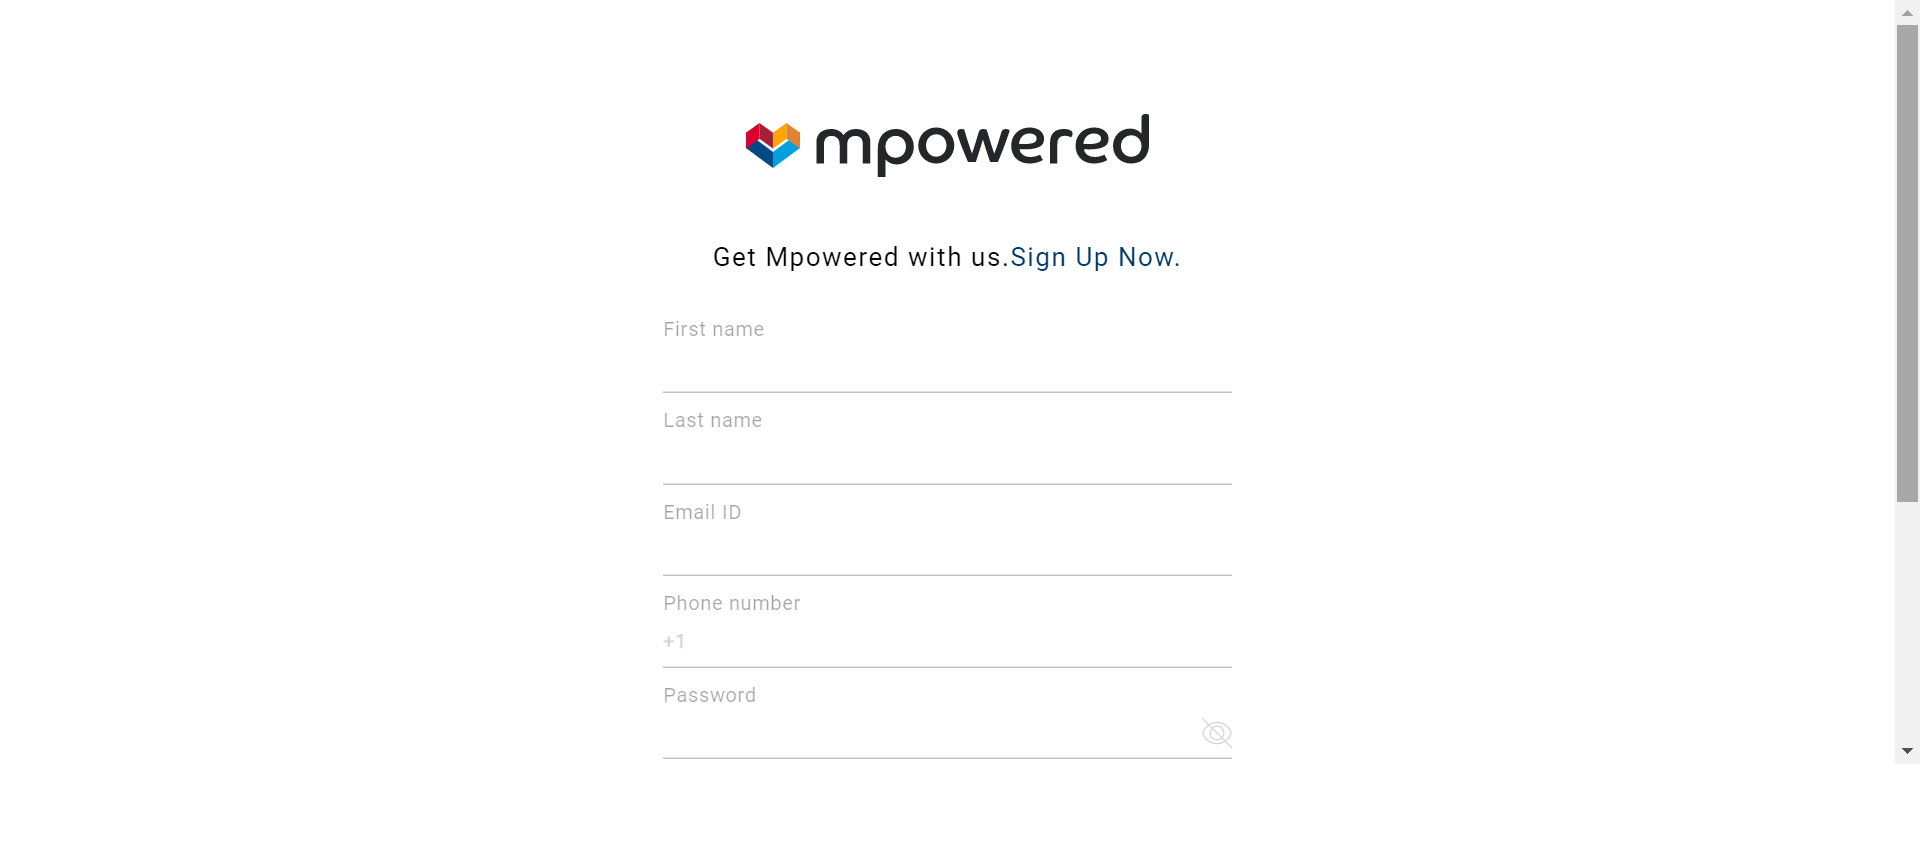 mpowered
Get Mpowered with us.Sign Up Now.
First name
Last name
Email ID
Phone number
+1
Password